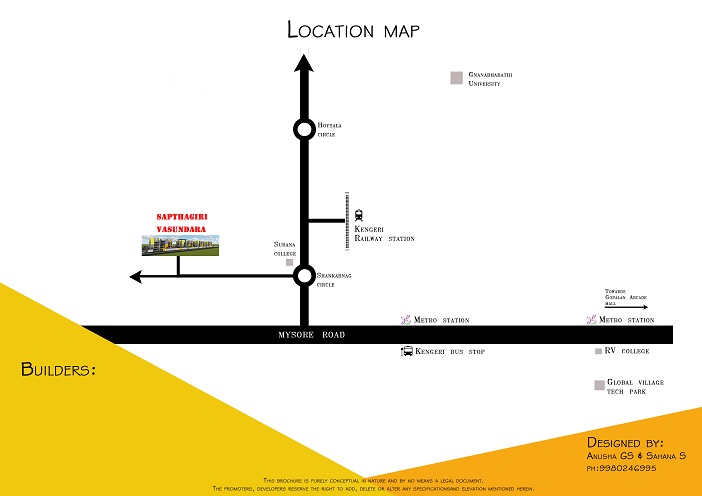 Location map
Gnanabharathi
University
Hoysala
circle
SAPTHAGIRI
VASUNDARA
Kengeri
Railway station
Suhana
college
Shankarnag
circle
Towards
Gopalan Arcade
mall
Metro station
Metro station
MYSORE ROAD
Kengeri bus stop
RV college
Builders:
Global village
tech park
Designed by:
Anusha GS & Sahana S
ph:9980246995
This brochure is purely conceptual in nature and by no means a legal document.
The promoters, developers reserve the right to add, delete or alter any specificationsand elevation mentioned herein.